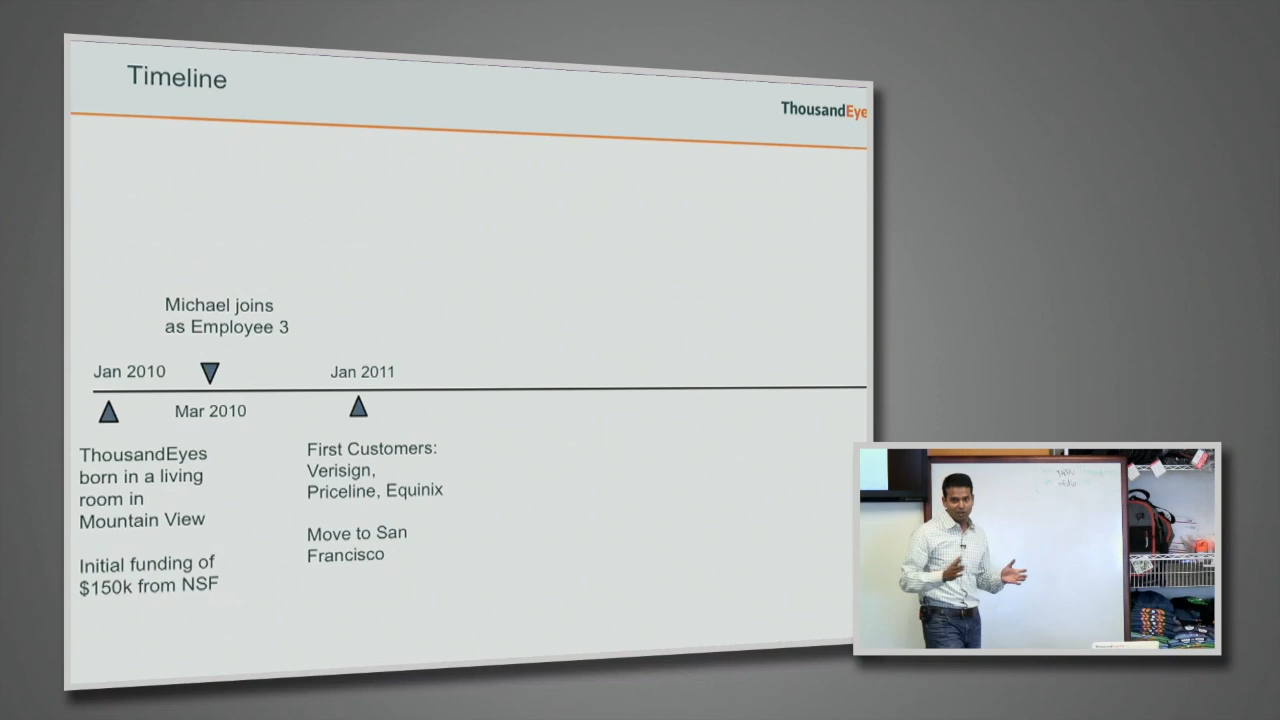 Timeline
ThousandEye
Michael joins
as Employee 3
Jan 2010
Jan 2011
Mar 2010
ThousandEyes
born in a living
room in
Mountain View
Initial funding of
$150k from NSF
First Customers:
Verisign,
Priceline, Equinix
Move to San
Francisco